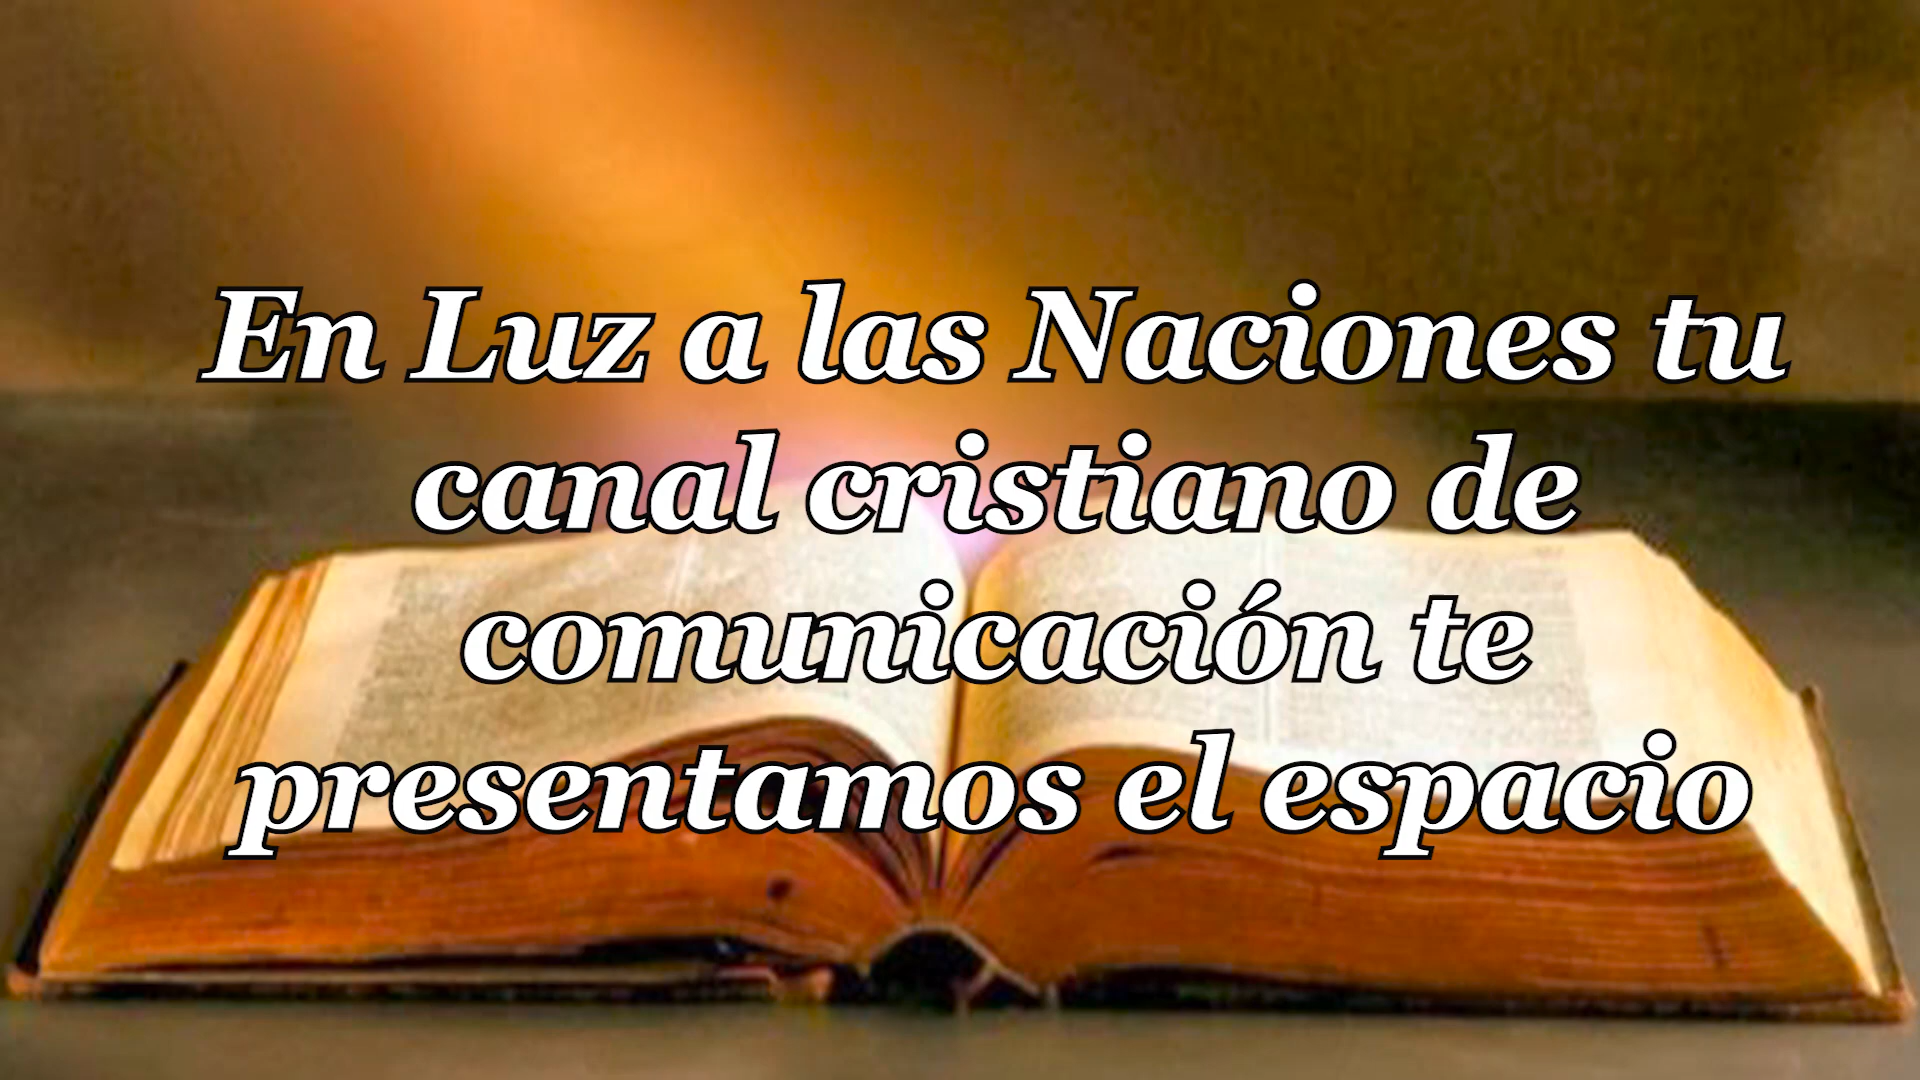 En Luz a las Naciones tu
canal cristiano de
comunicación te
presentamos el espacio